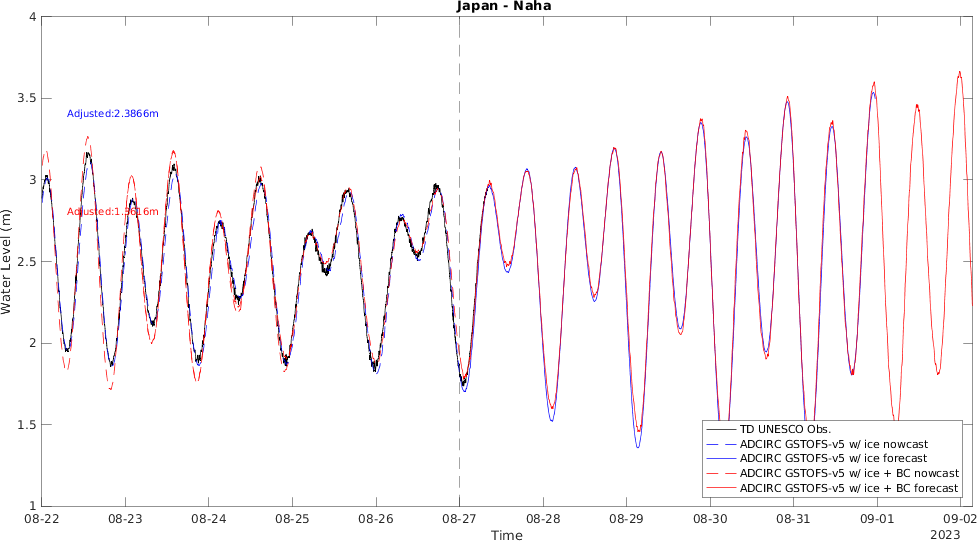 Japan - Naha
4
3.5
3
2.5
2
1.5
1
Water Level (m)
Adjusted:2.3866m
Adjusted:1.3616m
TD UNESCO Obs.
ADCIRC GSTOFS-v5 w/ ice nowcast
ADCIRC GSTOFS-v5 w/ ice forecast
ADCIRC GSTOFS-v5 w/ ice + BC nowcast
ADCIRC GSTOFS-v5 w/ ice + BC forecast
08-22 08-23 08-24 08-25 08-26 08-27 08-28 08-29 08-30 08-31 09-01 09-02
Time
2023